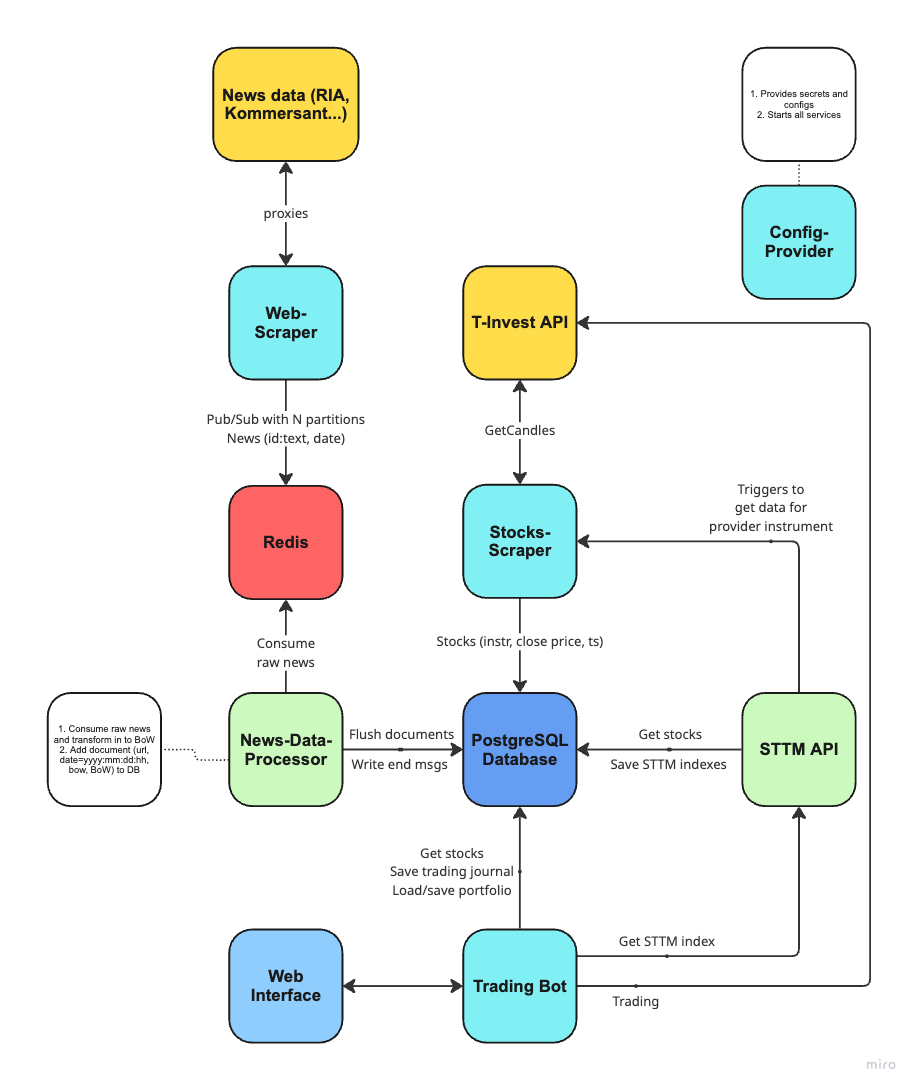 News data (RIA,
Kommersant...)
1. Provides secrets and
configs
2. Starts all services
proxies
Config-
Provider
Web-
Scraper
T-Invest API
Pub/Sub with N partitions
News (id:text, date)
GetCandles
Triggers to
get data for
provider instrument
Redis
Stocks-
Scraper
Consume
raw news
Stocks (instr, close price, ts)
1. Consume raw news
and transform in to BoW
2. Add document (url,
date=yyyy:mm:dd:hh,
bow, BoW) to DB
News-Data-
Processor
Flush documents
Write end msgs
PostgreSQL
Database
Get stocks
Save STTM indexes
STTM API
Get stocks
Save trading journal
Load/save portfolio
Web
Interface
Trading Bot
Get STTM index
Trading
miro